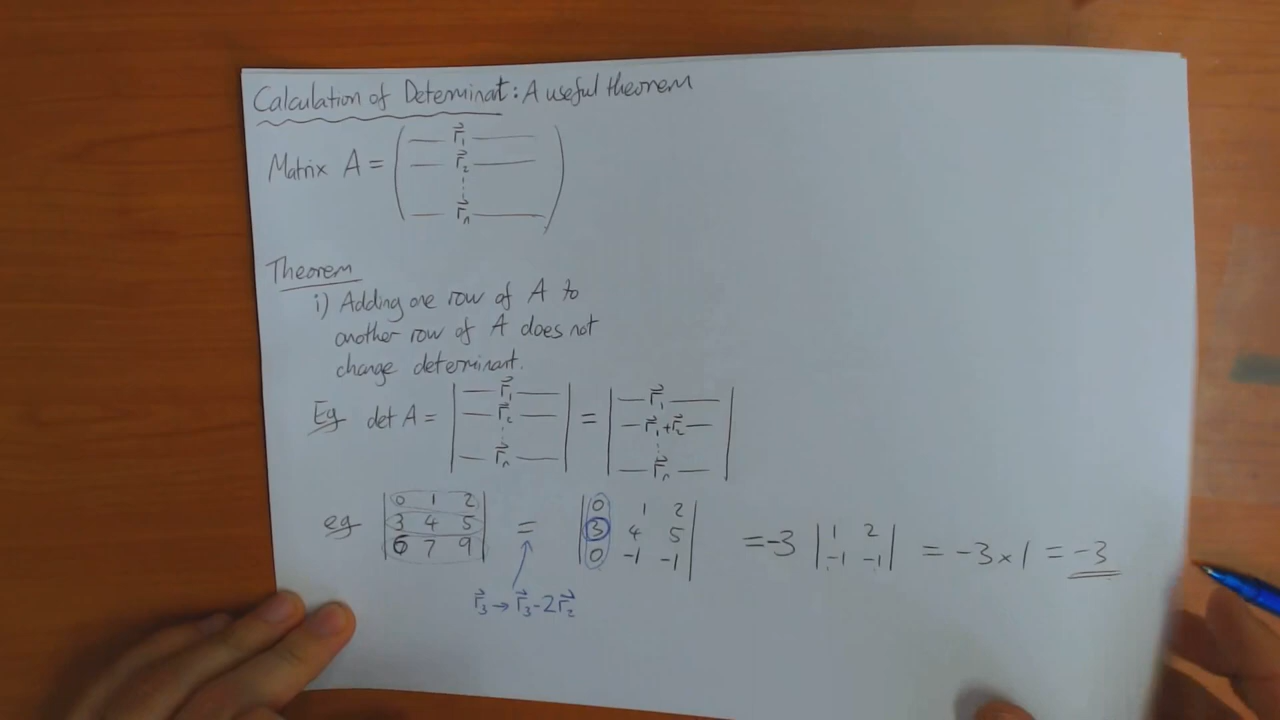 Calculation of Determinat: A useful theorem
Matrix A = ( r⃗₁
r⃗₂
⋮
r⃗ₙ )
Theorem
i) Adding one row of A to
another row of A does not
change determinant.
Eg det A = | r⃗₁ r⃗₂ ⋮ r⃗ₙ | = | r⃗₁ r⃗₁+r⃗₂ ⋮ r⃗ₙ |
eg |0 1 2| = |0 1 2| = -3 |1 2| = -3 × 1 = -3
|3 4 5| |3 4 5| |-1 -1|
|6 7 9| |0 -1 -1|
r⃗₃ → r⃗₃ - 2r⃗₂